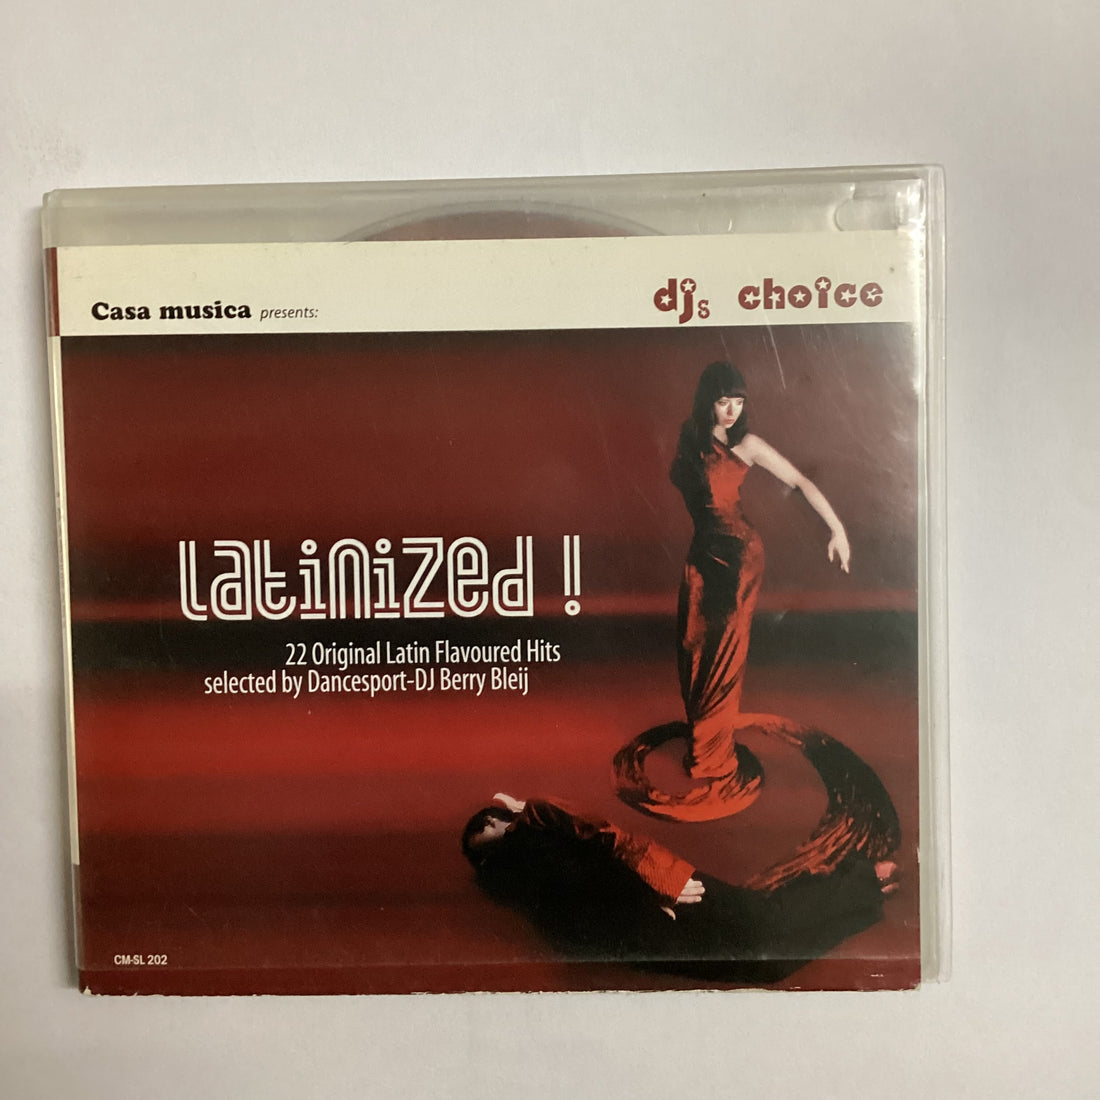 Casa musica presents:
djs choice
Latinized !
22 Original Latin Flavoured Hits
selected by Dancesport-DJ Berry Bleij
CM-SL 202